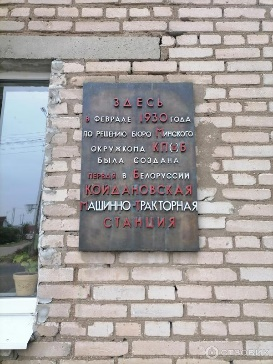 ЗДЕСЬ
В ФЕВРАЛЕ 1930 ГОДА
ПО РЕШЕНИЮ БЮРО МИНСКОГО
ОКРУЖКОМА КП(б)Б
БЫЛА СОЗДАНА
ПЕРВАЯ В БЕЛОРУССИИ
КОЙДАНОВСКАЯ
МАШИННО-ТРАКТОРНАЯ
СТАНЦИЯ